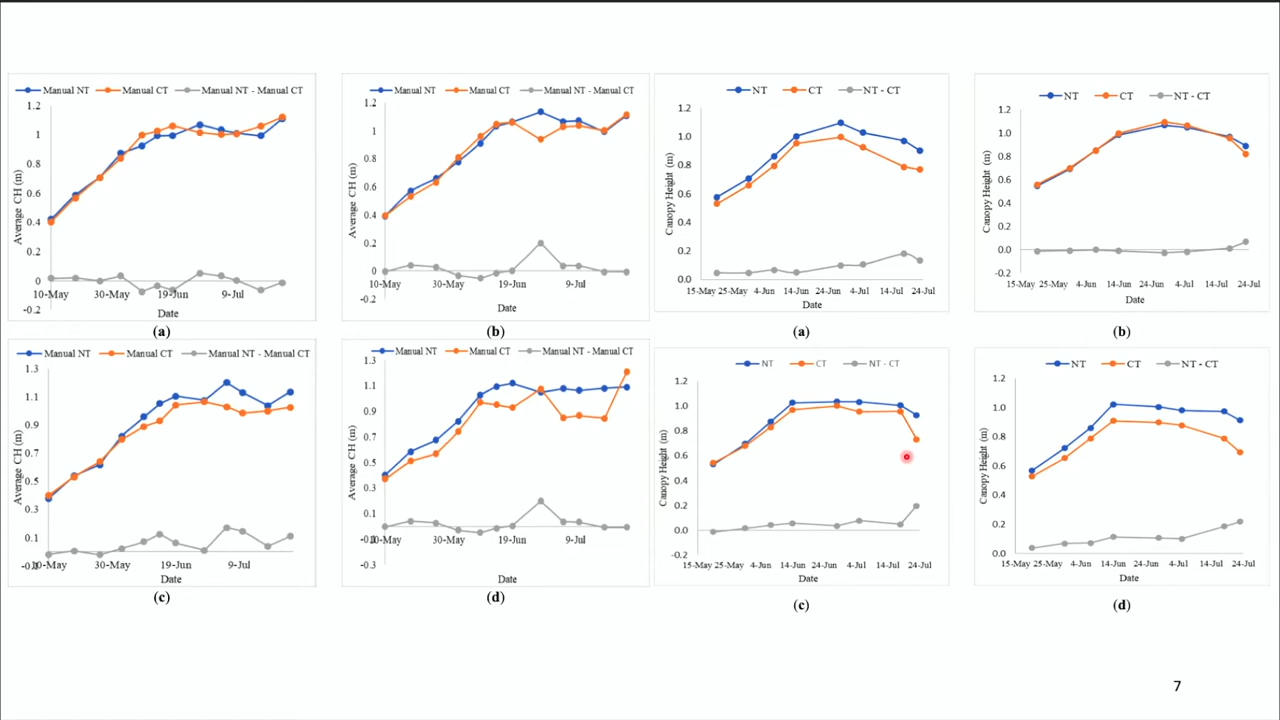 Manual NT Manual CT Manual NT - Manual CT
1.2
1
0.8
0.6
0.4
0.2
0
-0.2
Average CH (m)
10-May 30-May 19-Jun 9-Jul
Date
(a)
Manual NT Manual CT Manual NT - Manual CT
1.2
1
0.8
0.6
0.4
0.2
0
-0.2
Average CH (m)
10-May 30-May 19-Jun 9-Jul
Date
(b)
NT CT NT - CT
1.2
1.0
0.8
0.6
0.4
0.2
0.0
Canopy Height (m)
15-May 25-May 4-Jun 14-Jun 24-Jun 4-Jul 14-Jul 24-Jul
Date
(a)
NT CT NT - CT
1.2
1.0
0.8
0.6
0.4
0.2
0.0
-0.2
Canopy Height (m)
15-May 25-May 4-Jun 14-Jun 24-Jun 4-Jul 14-Jul 24-Jul
Date
(b)
Manual NT Manual CT Manual NT - Manual CT
1.3
1.1
0.9
0.7
0.5
0.3
0.1
Average CH (m)
30-May 19-Jun 9-Jul
Date
(c)
Manual NT Manual CT Manual NT - Manual CT
1.3
1.1
0.9
0.7
0.5
0.3
0.1
-0.3
Average CH (m)
30-May 19-Jun 9-Jul
Date
(d)
NT CT NT - CT
1.2
1.0
0.8
0.6
0.4
0.2
0.0
-0.2
Canopy Height (m)
15-May 25-May 4-Jun 14-Jun 24-Jun 4-Jul 14-Jul 24-Jul
Date
(c)
NT CT NT - CT
1.2
1.0
0.8
0.6
0.4
0.2
0.0
Canopy Height (m)
15-May 25-May 4-Jun 14-Jun 24-Jun 4-Jul 14-Jul 24-Jul
Date
(d)
7